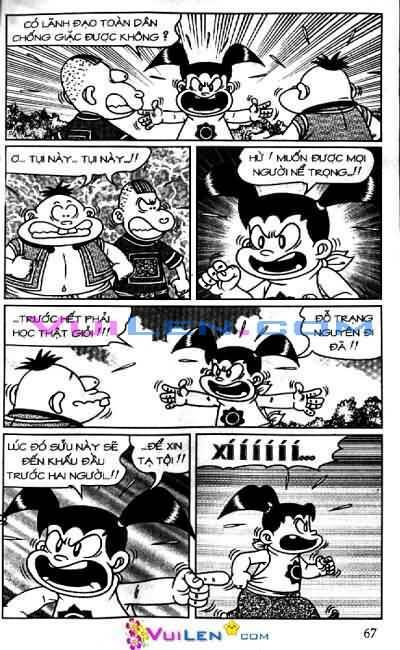 CÓ LÃNH ĐẠO TOÀN DÂN
CHỐNG GIẶC ĐƯỢC KHÔNG?
Ơ... TỤI NÀY... TỤI NÀY...!!
HỪ! MUỐN ĐƯỢC MỌI
NGƯỜI NỂ TRỌNG...!!
...TRƯỚC HẾT PHẢI
HỌC THẬT GIỎI!!!
ĐỖ TRẠNG
NGUYÊN ĐI
ĐÃ!!
VUILEN.COM
LÚC ĐÓ SỬU NÀY SẼ
ĐẾN KHẤU ĐẦU
TRƯỚC HAI NGƯỜI...!!
...ĐỂ XIN
TẠ TỘI!!
XÍÍÍÍÍÍ...
VUILEN.COM
67